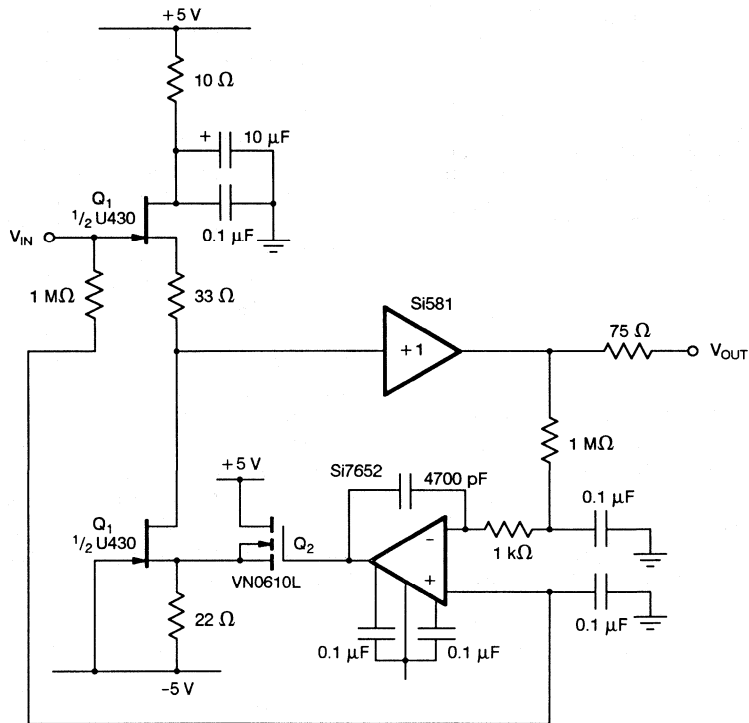 +5 V
10 Ω
+
10 µF
Q1
1/2 U430
0.1 µF
VIN
1 MΩ
33 Ω
Si581
+1
75 Ω
VOUT
1 MΩ
+5 V
Si7652
4700 pF
0.1 µF
Q1
1/2 U430
Q2
−
1 kΩ
+
VN0610L
22 Ω
0.1 µF
0.1 µF
0.1 µF
−5 V